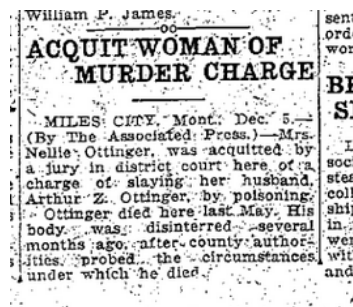 William P. James.
ACQUIT WOMAN OF
MURDER CHARGE
MILES CITY, Mont., Dec. 5.—
(By The Associated Press.)—Mrs.
Nellie Ottinger, was acquitted by
a jury in district court here of a
charge of slaying her husband,
Arthur Z. Ottinger, by poisoning.
Ottinger died here last May. His
body was disinterred several
months ago, after county author-
ities probed the circumstances
under which he died.